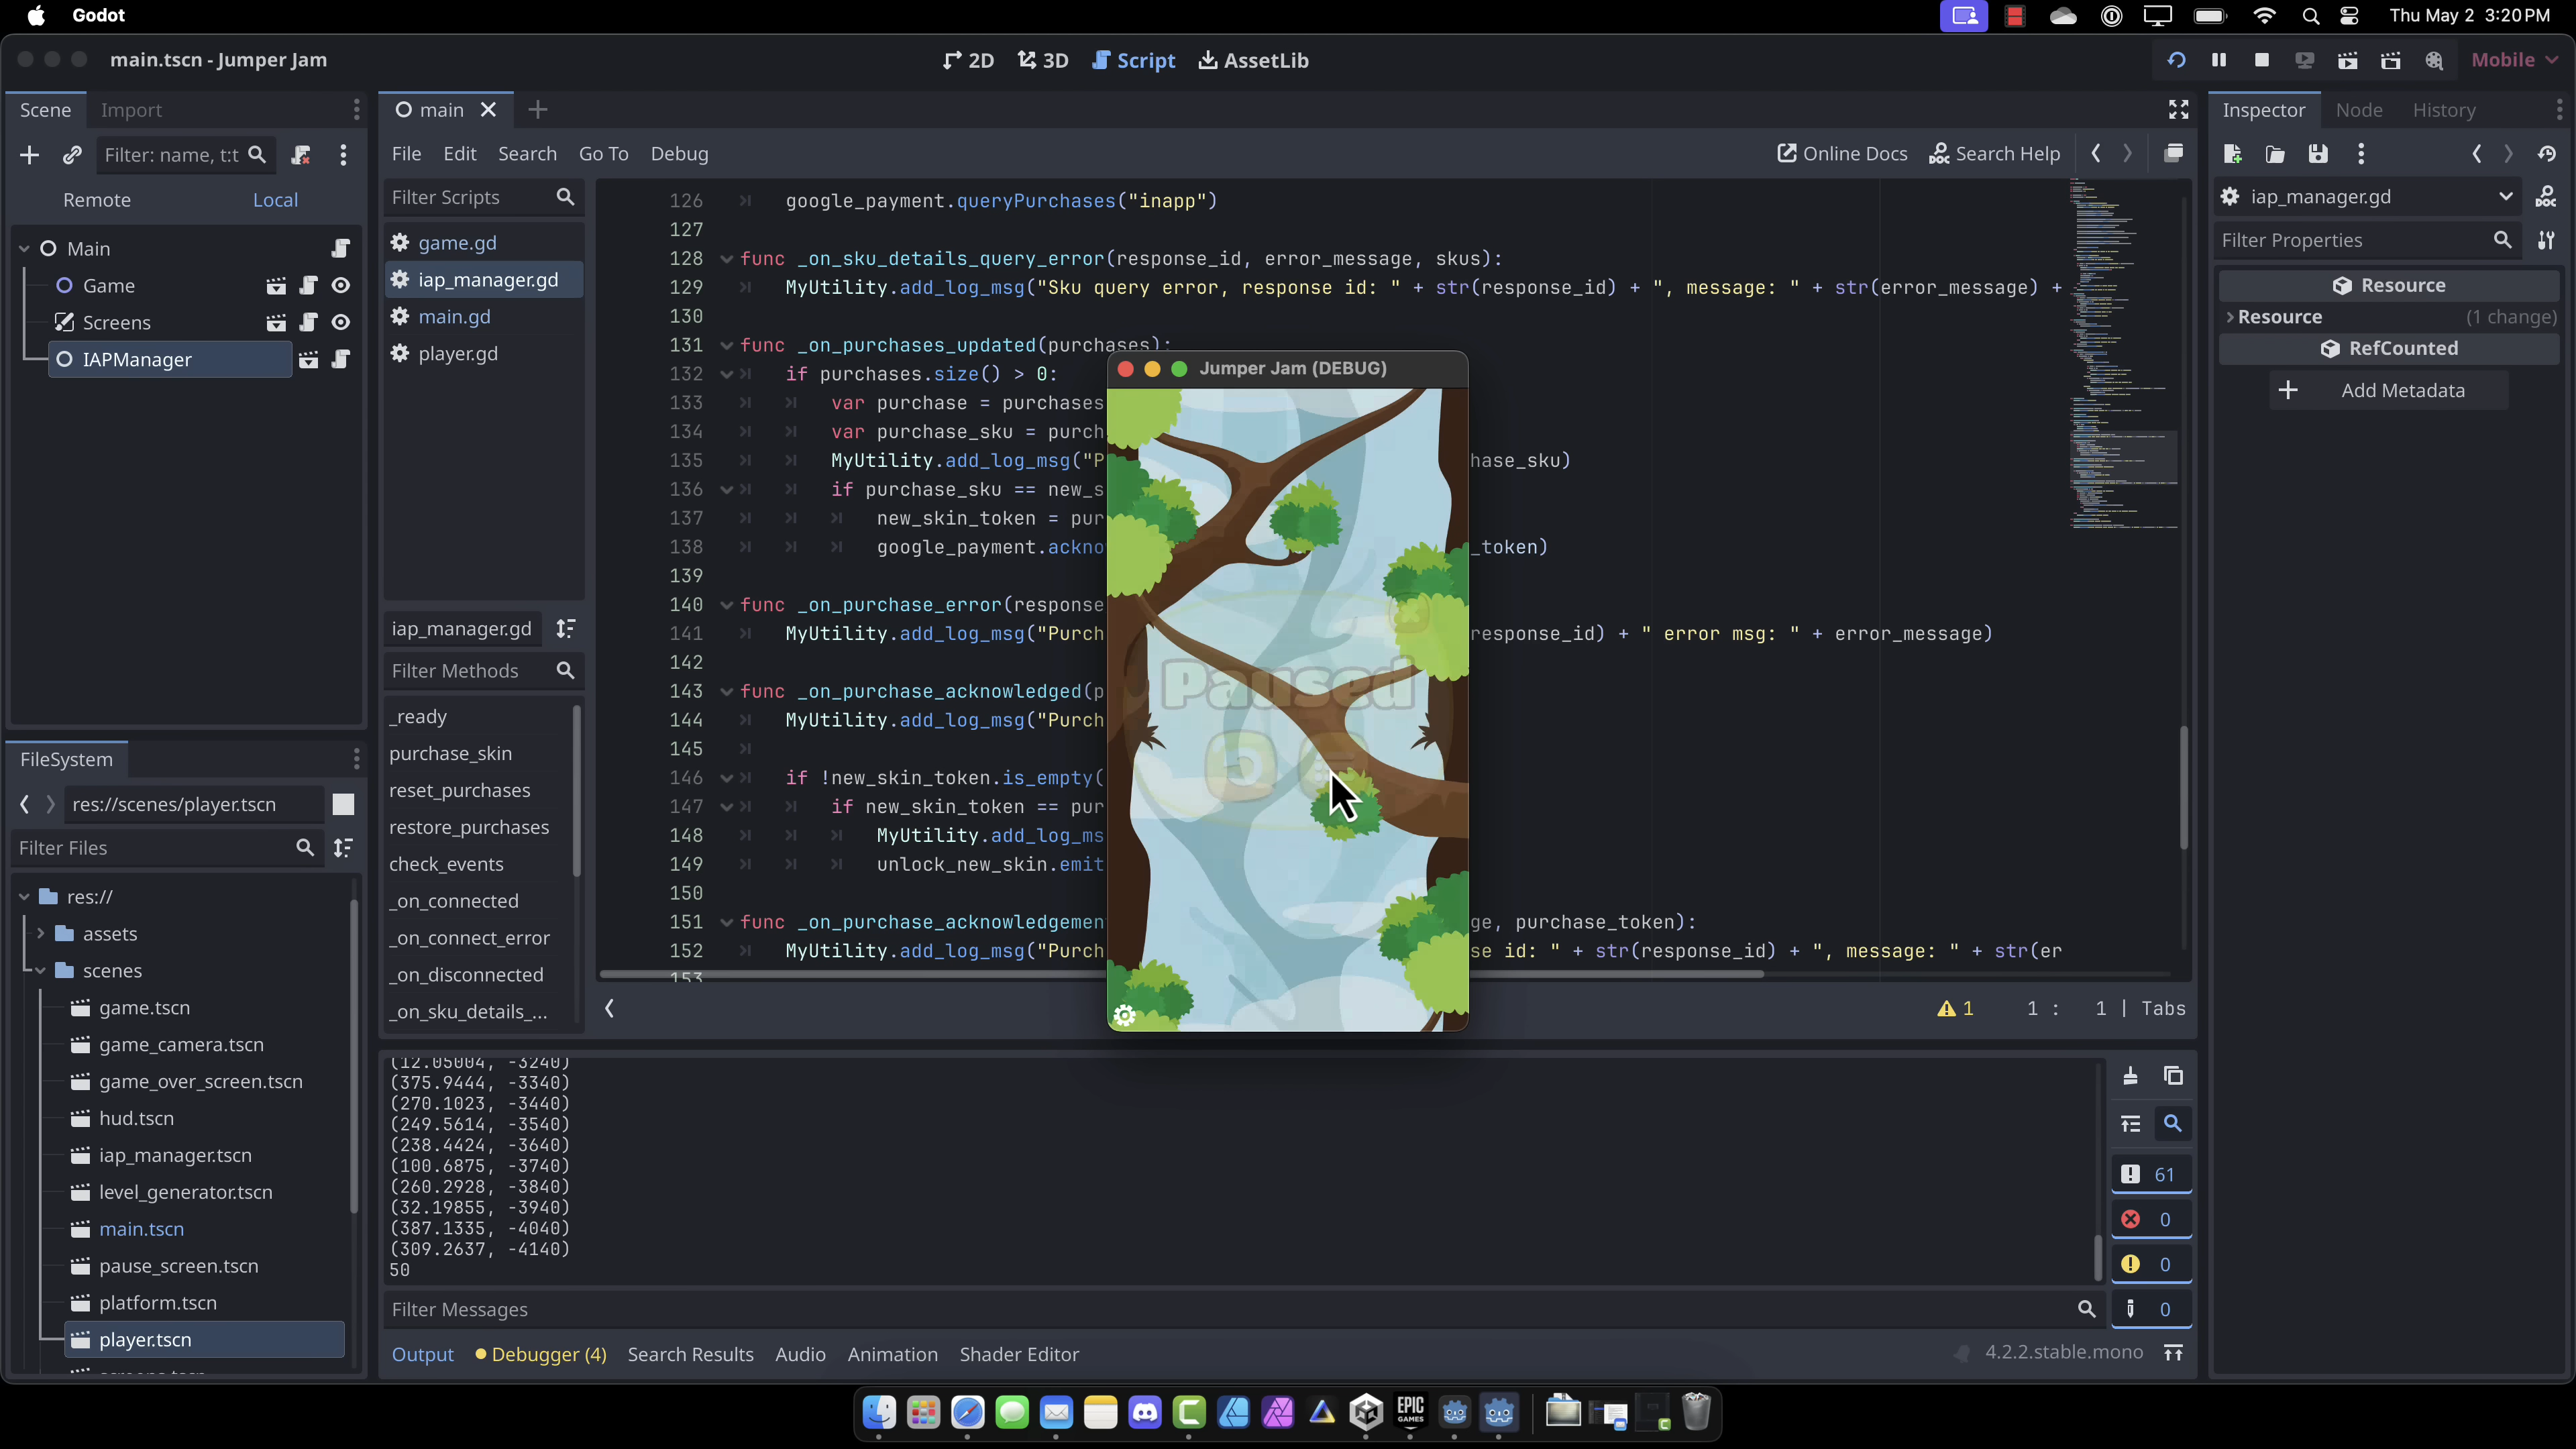 Godot
Thu May 2 3:20 PM
main.tscn - Jumper Jam
2D
3D
Script
AssetLib
Mobile
Scene
Import
main
Inspector
Node
History
Filter: name, t:t
File
Edit
Search
Go To
Debug
Online Docs
Search Help
Remote
Local
Filter Scripts
iap_manager.gd
Filter Properties
Main
Game
Screens
IAPManager
game.gd
iap_manager.gd
main.gd
player.gd
Resource
Resource
(1 change)
RefCounted
Add Metadata
126 google_payment.queryPurchases("inapp")
127
128 func _on_sku_details_query_error(response_id, error_message, skus):
129 MyUtility.add_log_msg("Sku query error, response id: " + str(response_id) + ", message: " + str(error_message) +
130
131 func _on_purchases_updated(purchases):
132 if purchases.size() > 0:
133 var purchase = purchases
134 var purchase_sku = purch
135 MyUtility.add_log_msg("P hase_sku)
136 if purchase_sku == new_s
137 new_skin_token = pur
138 google_payment.ackno _token)
139
140 func _on_purchase_error(response
141 MyUtility.add_log_msg("Purch response_id) + " error msg: " + error_message)
142
143 func _on_purchase_acknowledged(p
144 MyUtility.add_log_msg("Purch
145
146 if !new_skin_token.is_empty(
147 if new_skin_token == pur
148 MyUtility.add_log_ms
149 unlock_new_skin.emit
150
151 func _on_purchase_acknowledgemen ge, purchase_token):
152 MyUtility.add_log_msg("Purch se id: " + str(response_id) + ", message: " + str(er
153
Jumper Jam (DEBUG)
Paused
iap_manager.gd
Filter Methods
_ready
purchase_skin
reset_purchases
restore_purchases
check_events
_on_connected
_on_connect_error
_on_disconnected
_on_sku_details_...
1
1 : 1 | Tabs
FileSystem
res://scenes/player.tscn
Filter Files
res://
assets
scenes
game.tscn
game_camera.tscn
game_over_screen.tscn
hud.tscn
iap_manager.tscn
level_generator.tscn
main.tscn
pause_screen.tscn
platform.tscn
player.tscn
(12.05004, -3240)
(375.9444, -3340)
(270.1023, -3440)
(249.5614, -3540)
(238.4424, -3640)
(100.6875, -3740)
(260.2928, -3840)
(32.19855, -3940)
(387.1335, -4040)
(309.2637, -4140)
50
61
0
0
0
Filter Messages
Output
Debugger (4)
Search Results
Audio
Animation
Shader Editor
4.2.2.stable.mono
EPIC
GAMES